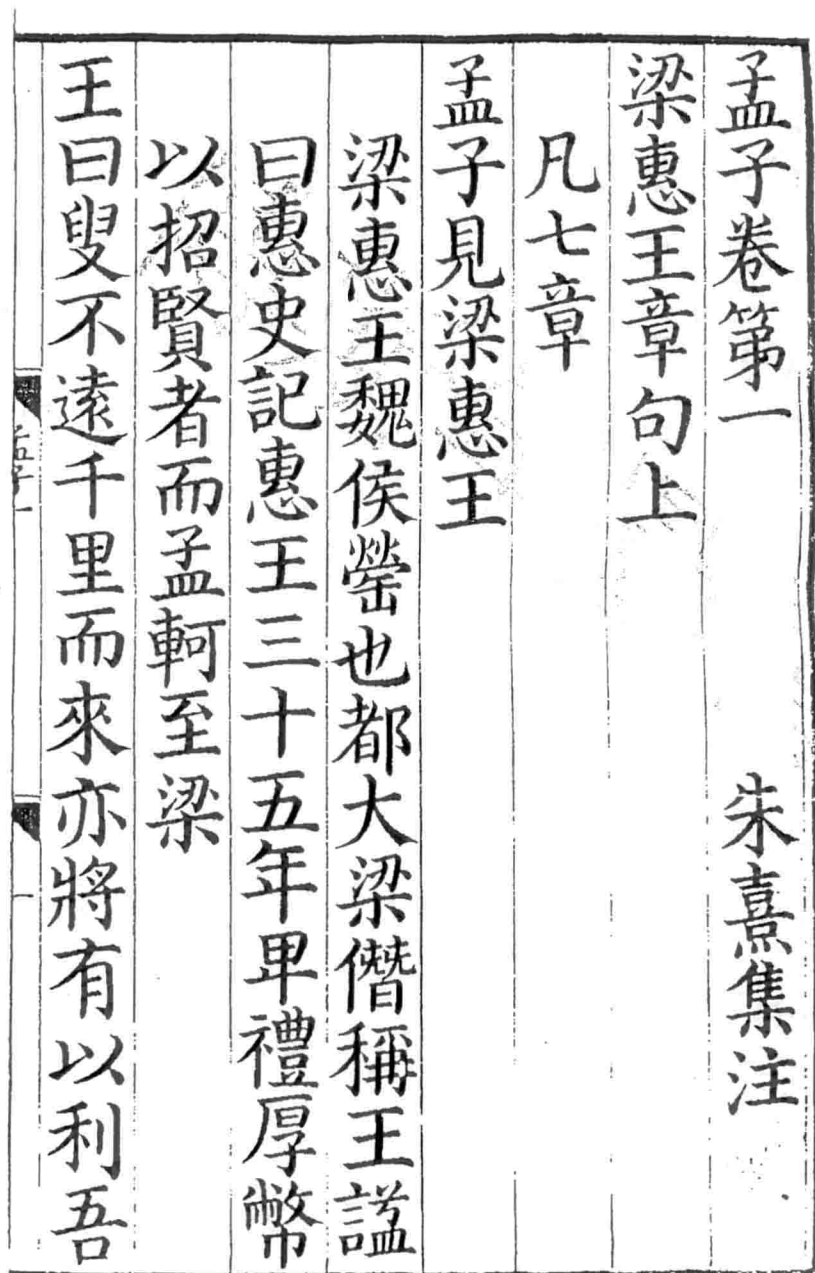 孟子卷第一 朱熹集注
梁惠王章句上
凡七章
孟子見梁惠王
梁惠王魏侯罃也都大梁僭稱王謚
曰惠史記惠王三十五年卑禮厚幣
以招賢者而孟軻至梁
王曰叟不遠千里而來亦將有以利吾
孟子一
一